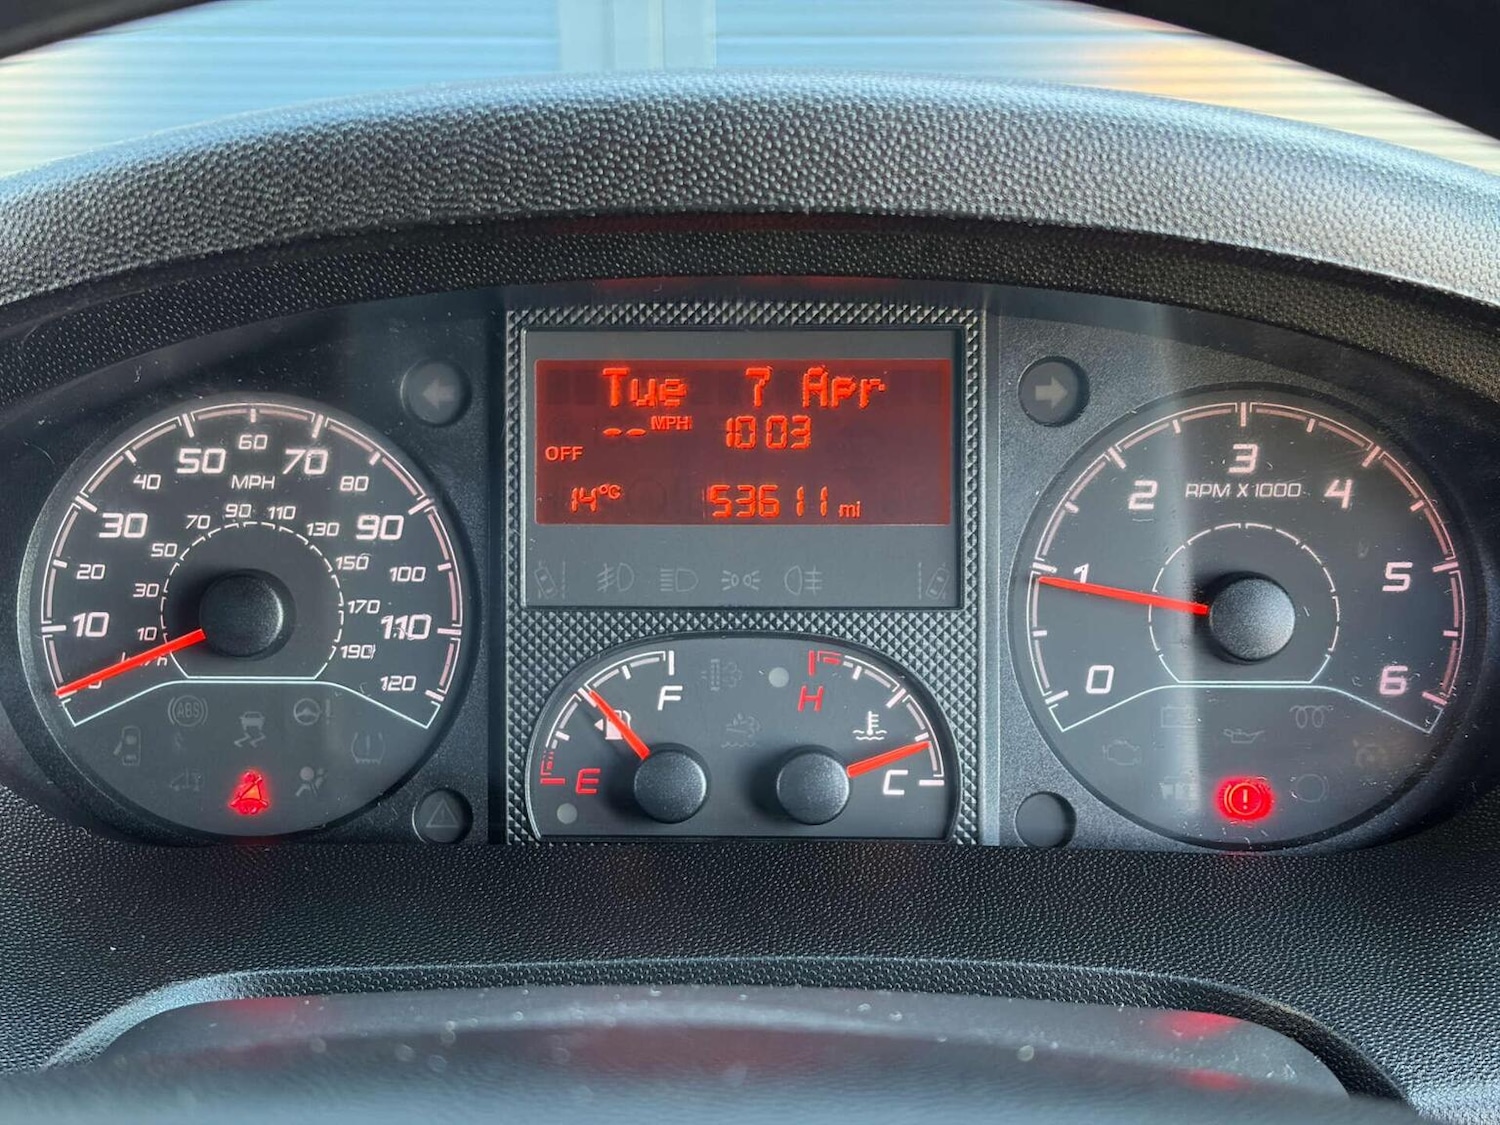 Tue 7 Apr
-- MPH 10 03
OFF
14°C 53611 mi
0 10 20 30 40 50 60 70 80 90 100 110 120
MPH
10 30 50 70 90 110 130 150 170 190
km/h
ABS
0 1 2 3 4 5 6
RPM X 1000
E F
H C